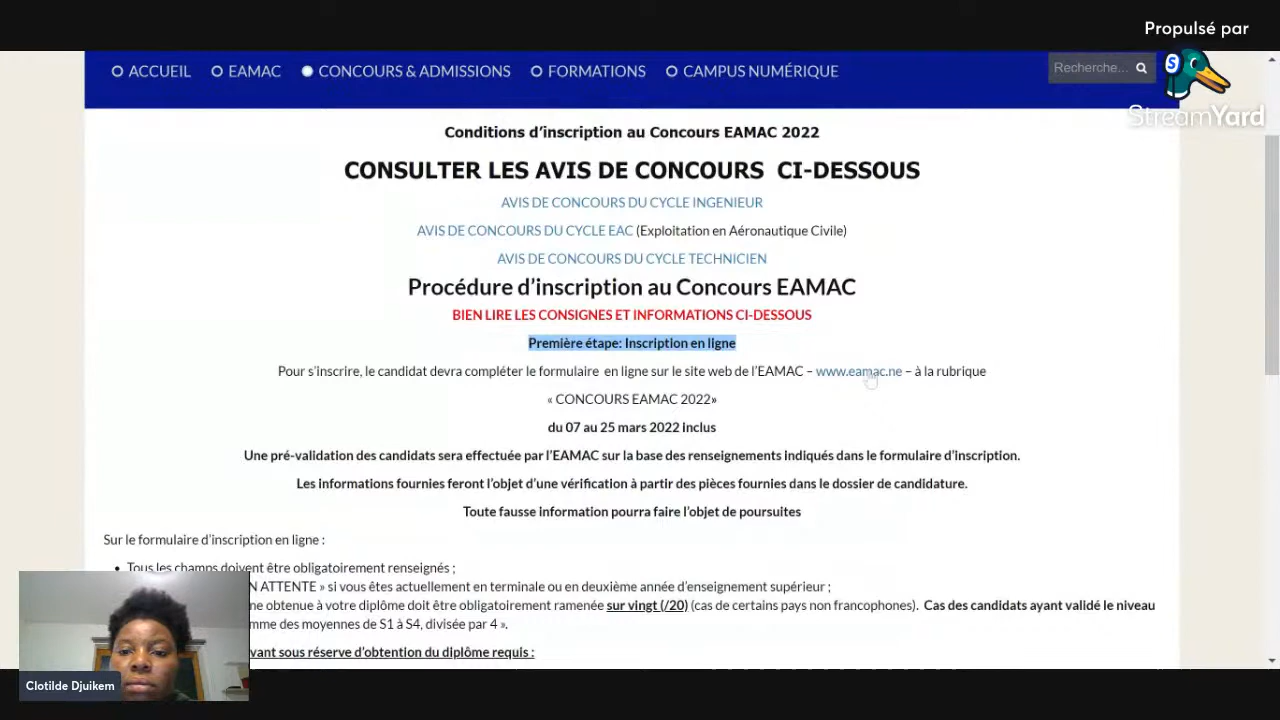 Propulsé par
StreamYard
ACCUEIL EAMAC CONCOURS & ADMISSIONS FORMATIONS CAMPUS NUMÉRIQUE Recherche...
Conditions d'inscription au Concours EAMAC 2022
CONSULTER LES AVIS DE CONCOURS CI-DESSOUS
AVIS DE CONCOURS DU CYCLE INGENIEUR
AVIS DE CONCOURS DU CYCLE EAC (Exploitation en Aéronautique Civile)
AVIS DE CONCOURS DU CYCLE TECHNICIEN
Procédure d'inscription au Concours EAMAC
BIEN LIRE LES CONSIGNES ET INFORMATIONS CI-DESSOUS
Première étape: Inscription en ligne
Pour s'inscrire, le candidat devra compléter le formulaire en ligne sur le site web de l'EAMAC – www.eamac.ne – à la rubrique
« CONCOURS EAMAC 2022»
du 07 au 25 mars 2022 inclus
Une pré-validation des candidats sera effectuée par l'EAMAC sur la base des renseignements indiqués dans le formulaire d'inscription.
Les informations fournies feront l'objet d'une vérification à partir des pièces fournies dans le dossier de candidature.
Toute fausse information pourra faire l'objet de poursuites
Sur le formulaire d'inscription en ligne :
• Tous les champs doivent être obligatoirement renseignés ;
ATTENTE » si vous êtes actuellement en terminale ou en deuxième année d'enseignement supérieur ;
obtenue à votre diplôme doit être obligatoirement ramenée sur vingt (/20) (cas de certains pays non francophones). Cas des candidats ayant validé le niveau
des moyennes de S1 à S4, divisée par 4 ».
sous réserve d'obtention du diplôme requis :
Clotilde Djuikem